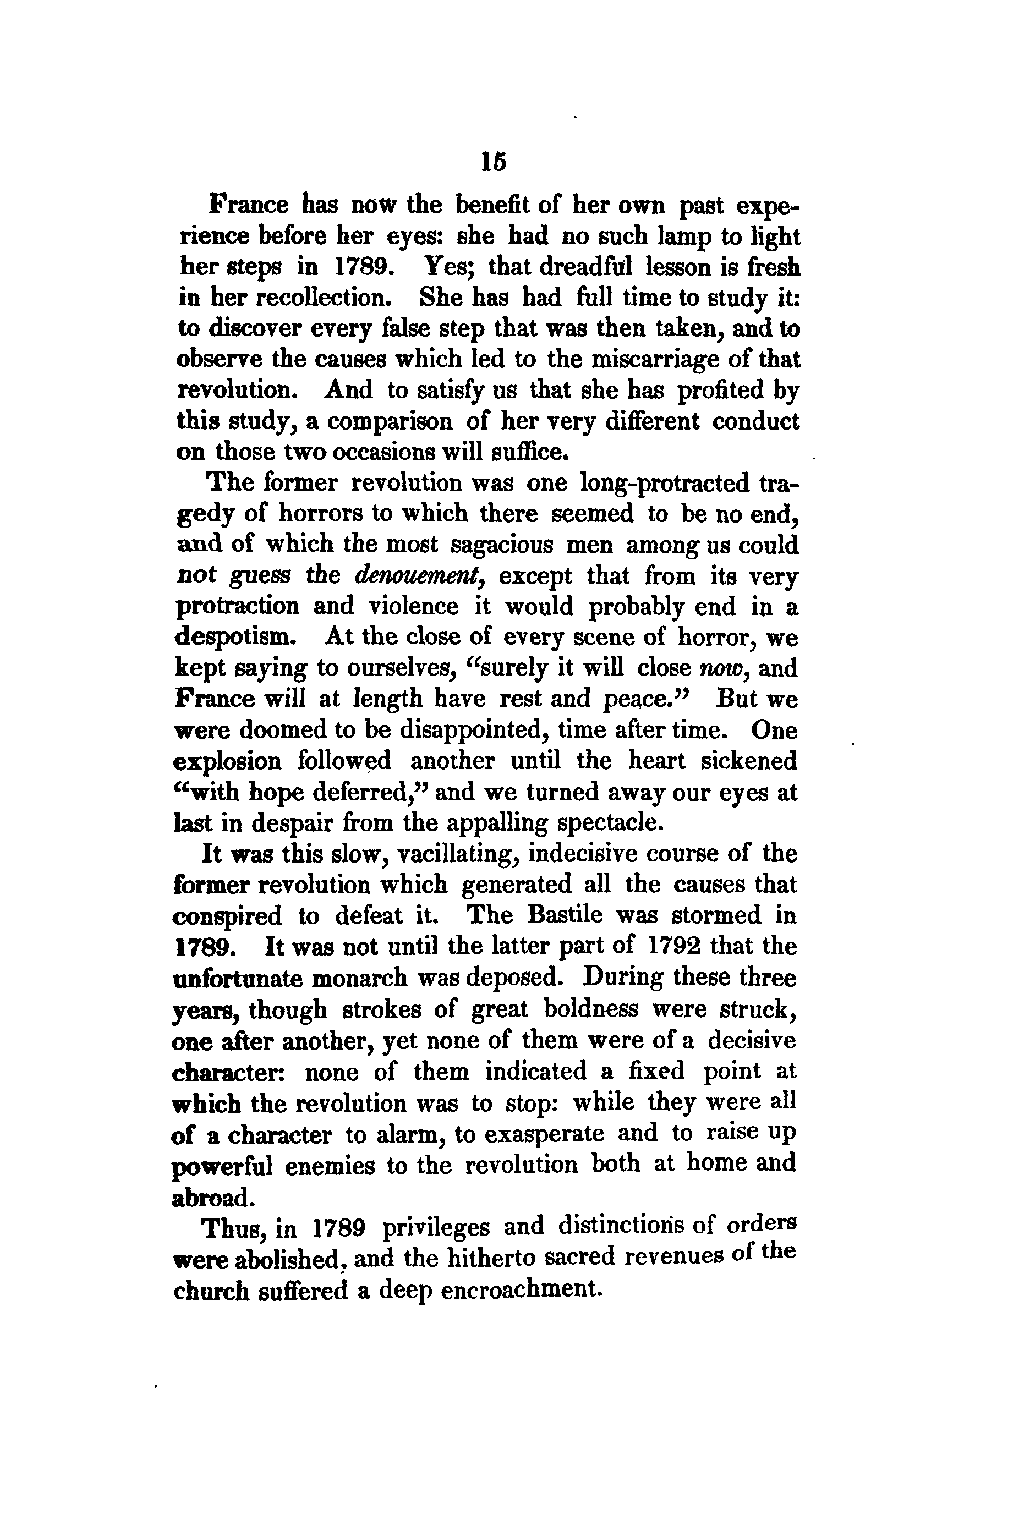 15
France has now the benefit of her own past expe-
rience before her eyes: she had no such lamp to light
her steps in 1789. Yes; that dreadful lesson is fresh
in her recollection. She has had full time to study it:
to discover every false step that was then taken, and to
observe the causes which led to the miscarriage of that
revolution. And to satisfy us that she has profited by
this study, a comparison of her very different conduct
on those two occasions will suffice.
The former revolution was one long-protracted tra-
gedy of horrors to which there seemed to be no end,
and of which the most sagacious men among us could
not guess the denouement, except that from its very
protraction and violence it would probably end in a
despotism. At the close of every scene of horror, we
kept saying to ourselves, “surely it will close now, and
France will at length have rest and peace.” But we
were doomed to be disappointed, time after time. One
explosion followed another until the heart sickened
“with hope deferred,” and we turned away our eyes at
last in despair from the appalling spectacle.
It was this slow, vacillating, indecisive course of the
former revolution which generated all the causes that
conspired to defeat it. The Bastile was stormed in
1789. It was not until the latter part of 1792 that the
unfortunate monarch was deposed. During these three
years, though strokes of great boldness were struck,
one after another, yet none of them were of a decisive
character: none of them indicated a fixed point at
which the revolution was to stop: while they were all
of a character to alarm, to exasperate and to raise up
powerful enemies to the revolution both at home and
abroad.
Thus, in 1789 privileges and distinctions of orders
were abolished, and the hitherto sacred revenues of the
church suffered a deep encroachment.